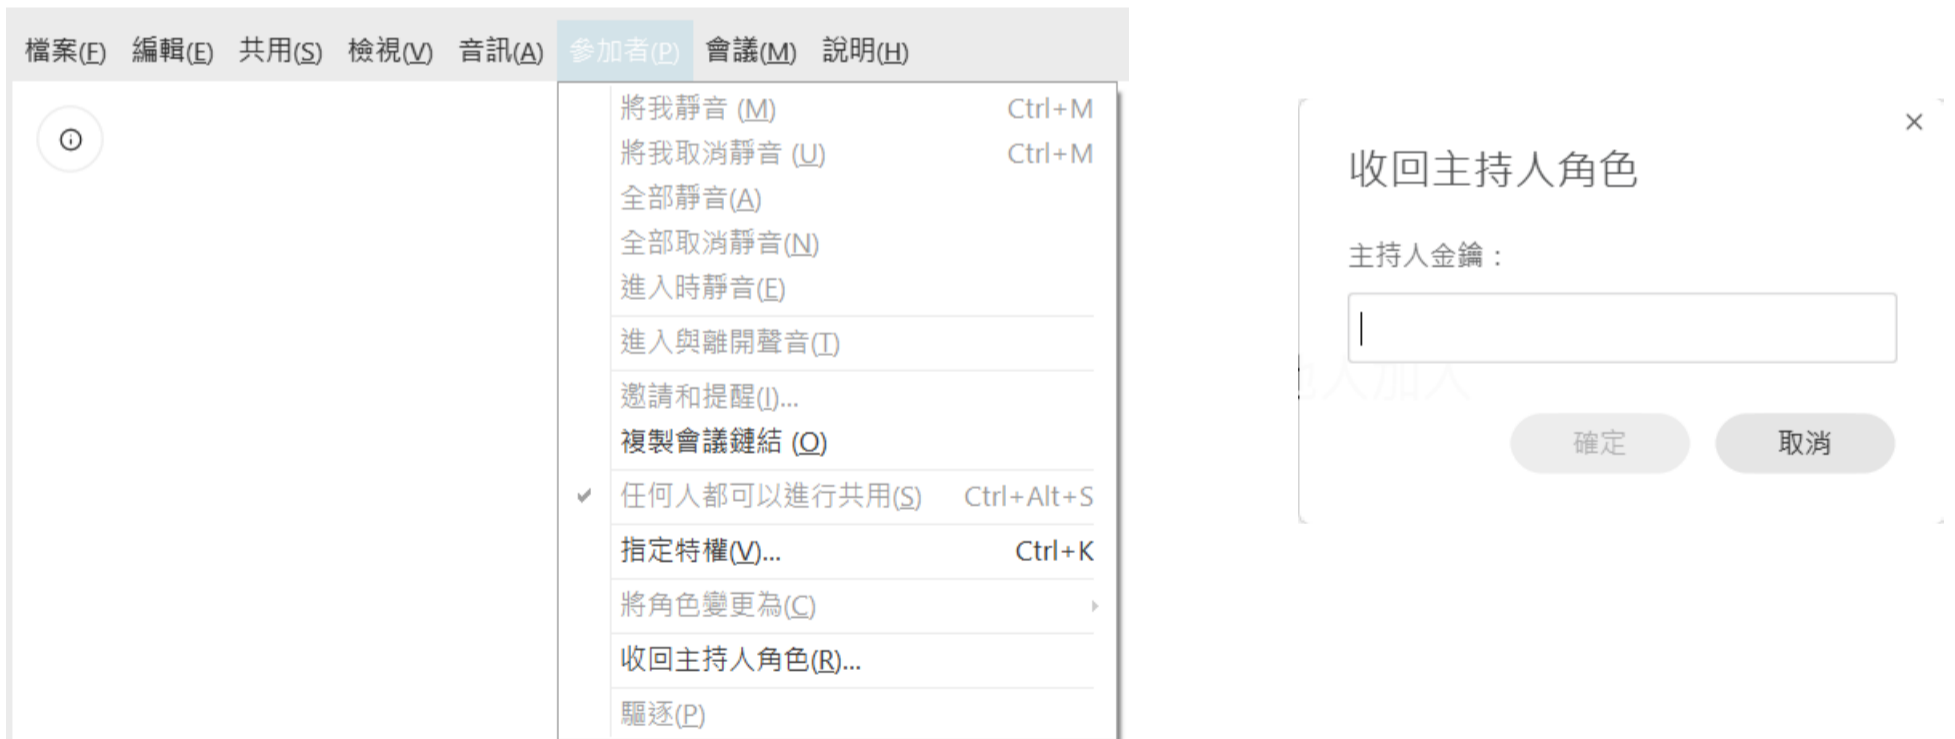 檔案(F) 編輯(E) 共用(S) 檢視(V) 音訊(A) 參加者(P) 會議(M) 說明(H)
將我靜音 (M) Ctrl+M
將我取消靜音 (U) Ctrl+M
全部靜音(A)
全部取消靜音(N)
進入時靜音(E)
進入與離開聲音(T)
邀請和提醒(I)...
複製會議鏈結 (O)
任何人都可以進行共用(S) Ctrl+Alt+S
指定特權(V)... Ctrl+K
將角色變更為(C)
收回主持人角色(R)...
驅逐(P)
收回主持人角色
主持人金鑰：
人加入
確定 取消